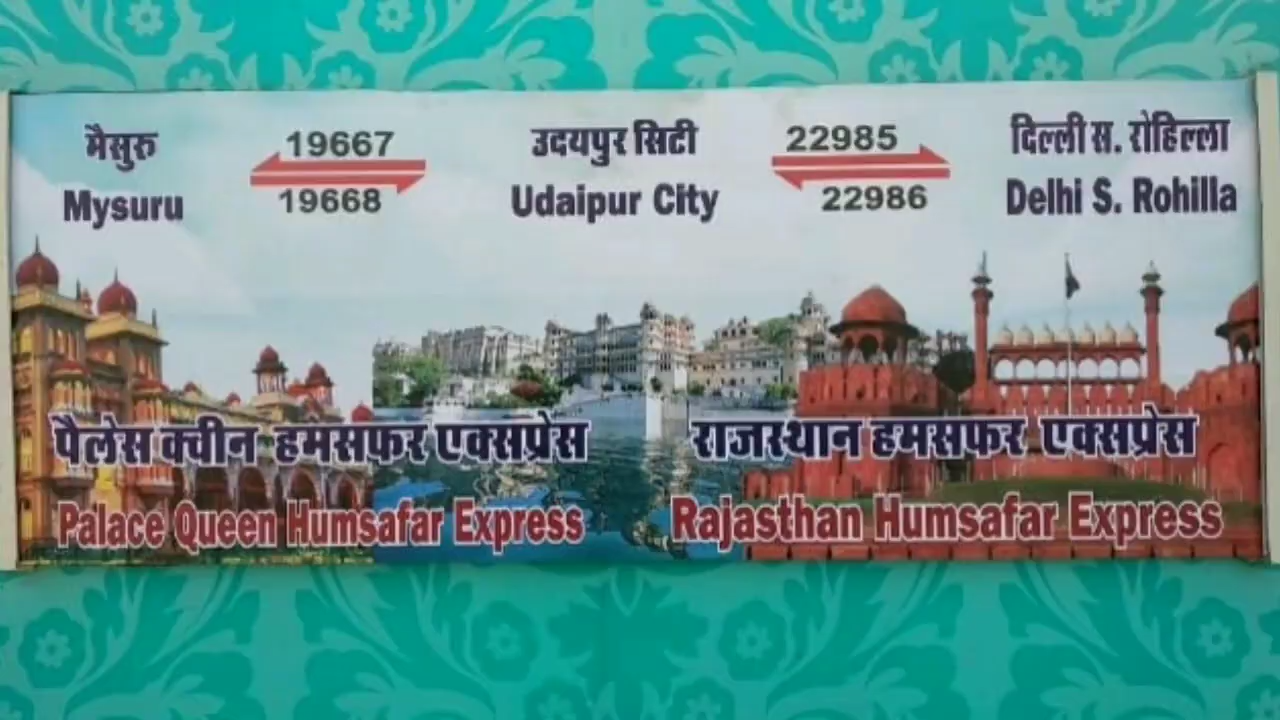 मैसुरु
Mysuru
19667
19668
उदयपुर सिटी
Udaipur City
22985
22986
दिल्ली स. रोहिल्ला
Delhi S. Rohilla
पैलेस क्वीन हमसफर एक्सप्रेस
Palace Queen Humsafar Express
राजस्थान हमसफर एक्सप्रेस
Rajasthan Humsafar Express